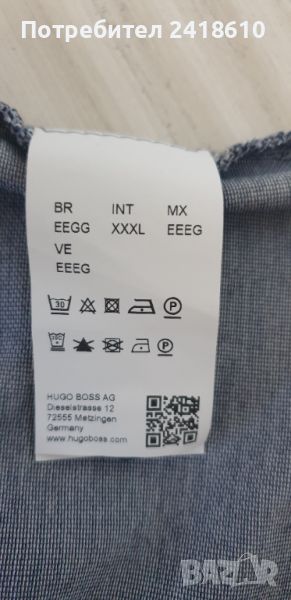 Потребител 2418610
BR INT MX
EEGG XXXL EEEG
VE
EEEG
30 P
P
HUGO BOSS AG
Dieselstrasse 12
72555 Metzingen
Germany
www.hugoboss.com
BAZAR